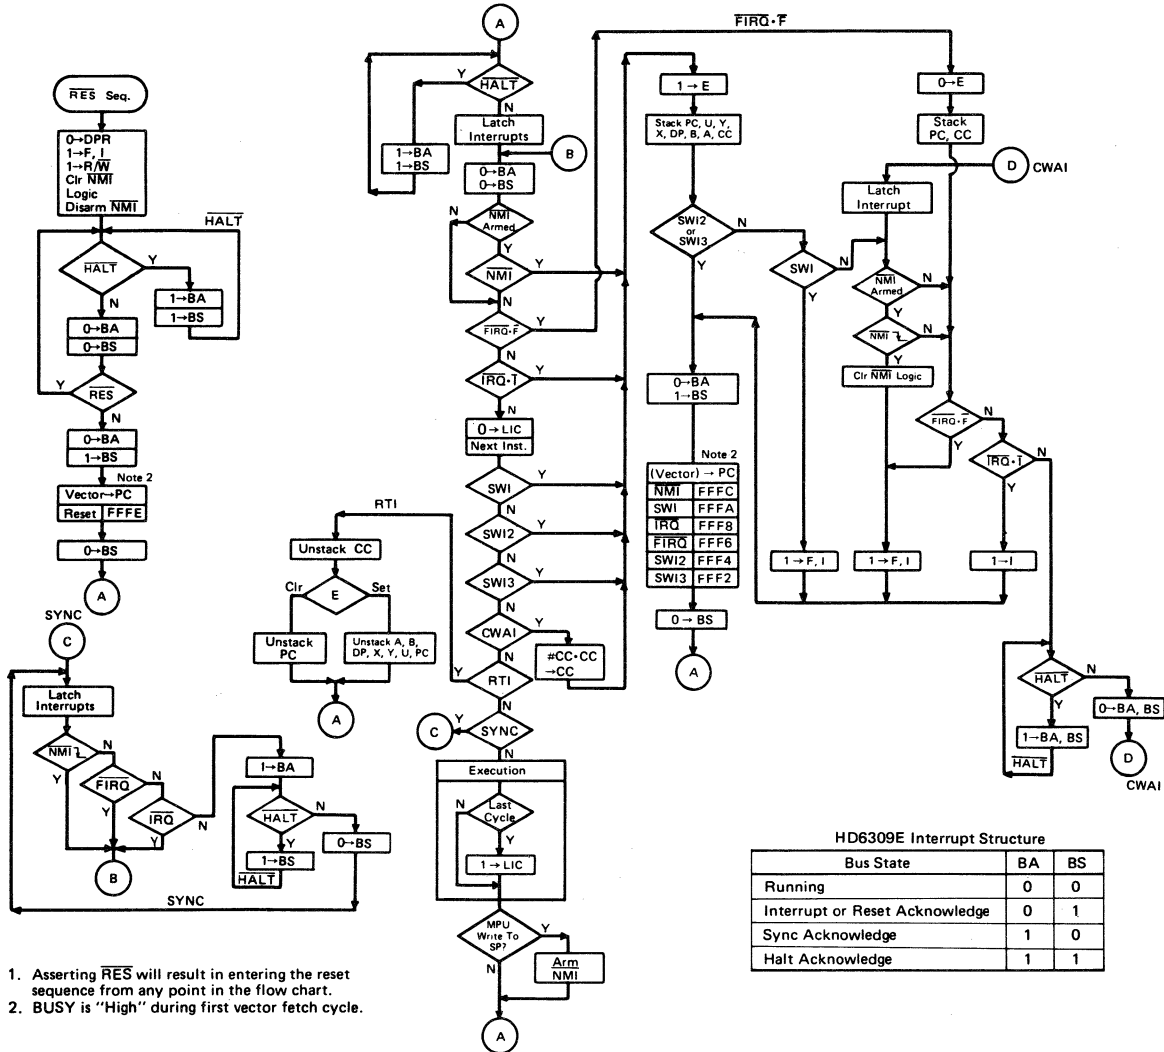 RES Seq.
0→DPR
1→F, I
1→R/W
Clr NMI
Logic
Disarm NMI
HALT
HALT
Y
N
1→BA
1→BS
0→BA
0→BS
Y
RES
N
0→BA
1→BS
Note 2
Vector→PC
Reset FFFE
0→BS
A
SYNC
C
Latch
Interrupts
NMI
N
Y
FIRQ
N
Y
IRQ
N
Y
B
1→BA
HALT
N
Y
1→BS
HALT
0→BS
SYNC
A
HALT
Y
N
1→BA
1→BS
Latch
Interrupts
B
0→BA
0→BS
N
NMI
Armed
Y
NMI
Y
N
FIRQ·F
Y
N
IRQ·I
Y
N
0→LIC
Next Inst.
SWI
Y
N
SWI2
Y
N
SWI3
Y
N
CWAI
Y
N
#CC·CC
→CC
RTI
Y
N
RTI
Unstack CC
Clr
E
Set
Unstack
PC
Unstack A, B,
DP, X, Y, U, PC
A
C
Y
SYNC
N
Execution
N
Last
Cycle
Y
1→LIC
MPU
Write To
SP?
Y
N
Arm
NMI
A
FIRQ·F
1→E
Stack PC, U, Y,
X, DP, B, A, CC
SWI2
or
SWI3
N
Y
SWI
N
Y
0→BA
1→BS
Note 2
(Vector) → PC
NMI FFFC
SWI FFFA
IRQ FFF8
FIRQ FFF6
SWI2 FFF4
SWI3 FFF2
0→BS
A
0→E
Stack
PC, CC
D CWAI
Latch
Interrupt
NMI
Armed
N
Y
NMI
N
Y
Clr NMI Logic
FIRQ·F
N
Y
IRQ·I
N
Y
1→F, I
1→F, I
1→I
HALT
N
Y
1→BA, BS
HALT
0→BA, BS
D
CWAI
HD6309E Interrupt Structure
Bus State BA BS
Running 0 0
Interrupt or Reset Acknowledge 0 1
Sync Acknowledge 1 0
Halt Acknowledge 1 1
1. Asserting RES will result in entering the reset
sequence from any point in the flow chart.
2. BUSY is "High" during first vector fetch cycle.